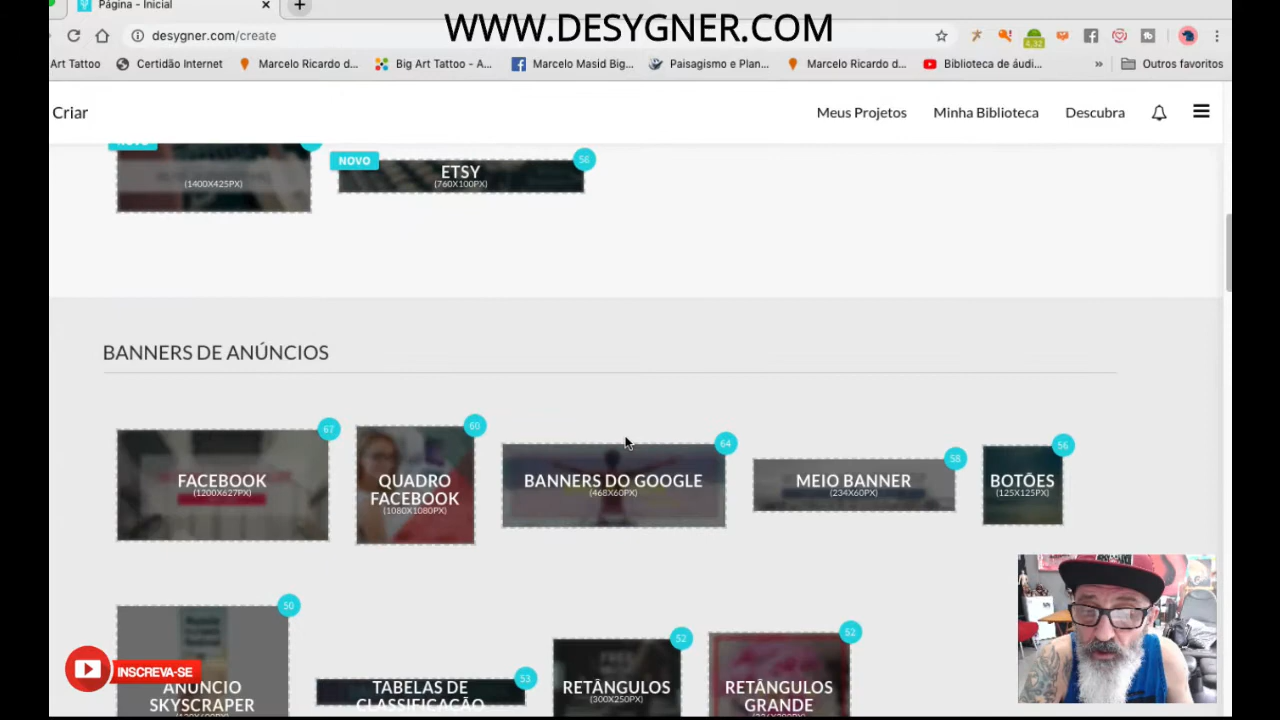 Página - Inicial
WWW.DESYGNER.COM
desygner.com/create
4,32
Art Tattoo
Certidão Internet
Marcelo Ricardo d...
Big Art Tattoo - A...
Marcelo Masid Big...
Paisagismo e Plan...
Marcelo Ricardo d...
Biblioteca de áudi...
»
Outros favoritos
Criar
Meus Projetos
Minha Biblioteca
Descubra
NOVO
(1400X425PX)
NOVO
56
ETSY
(760X100PX)
BANNERS DE ANÚNCIOS
67
FACEBOOK
(1200X627PX)
60
QUADRO
FACEBOOK
(1080X1080PX)
64
BANNERS DO GOOGLE
(468X60PX)
58
MEIO BANNER
(234X60PX)
56
BOTÕES
(125X125PX)
50
ANÚNCIO
SKYSCRAPER
53
TABELAS DE
CLASSIFICAÇÃO
52
RETÂNGULOS
(300X250PX)
52
RETÂNGULOS
GRANDE
INSCREVA-SE